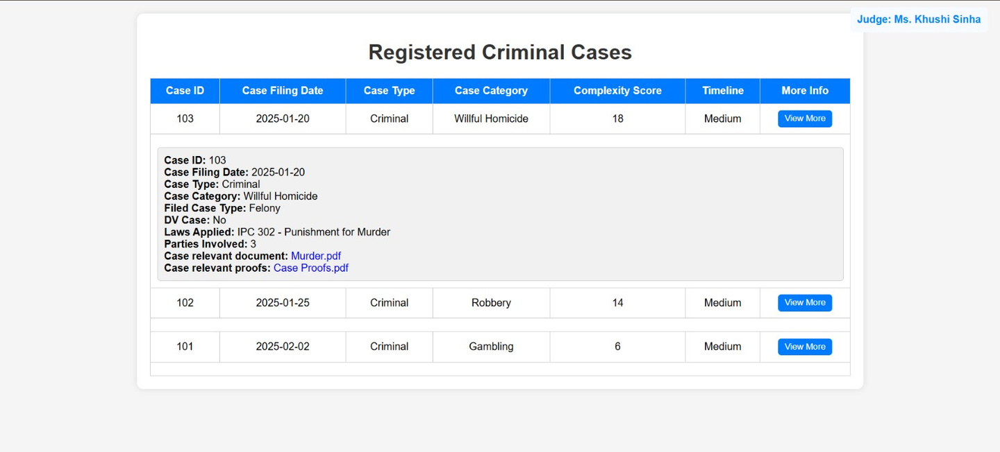 Judge: Ms. Khushi Sinha
Registered Criminal Cases
Case ID Case Filing Date Case Type Case Category Complexity Score Timeline More Info
103 2025-01-20 Criminal Willful Homicide 18 Medium View More
Case ID: 103
Case Filing Date: 2025-01-20
Case Type: Criminal
Case Category: Willful Homicide
Filed Case Type: Felony
DV Case: No
Laws Applied: IPC 302 - Punishment for Murder
Parties Involved: 3
Case relevant document: Murder.pdf
Case relevant proofs: Case Proofs.pdf
102 2025-01-25 Criminal Robbery 14 Medium View More
101 2025-02-02 Criminal Gambling 6 Medium View More